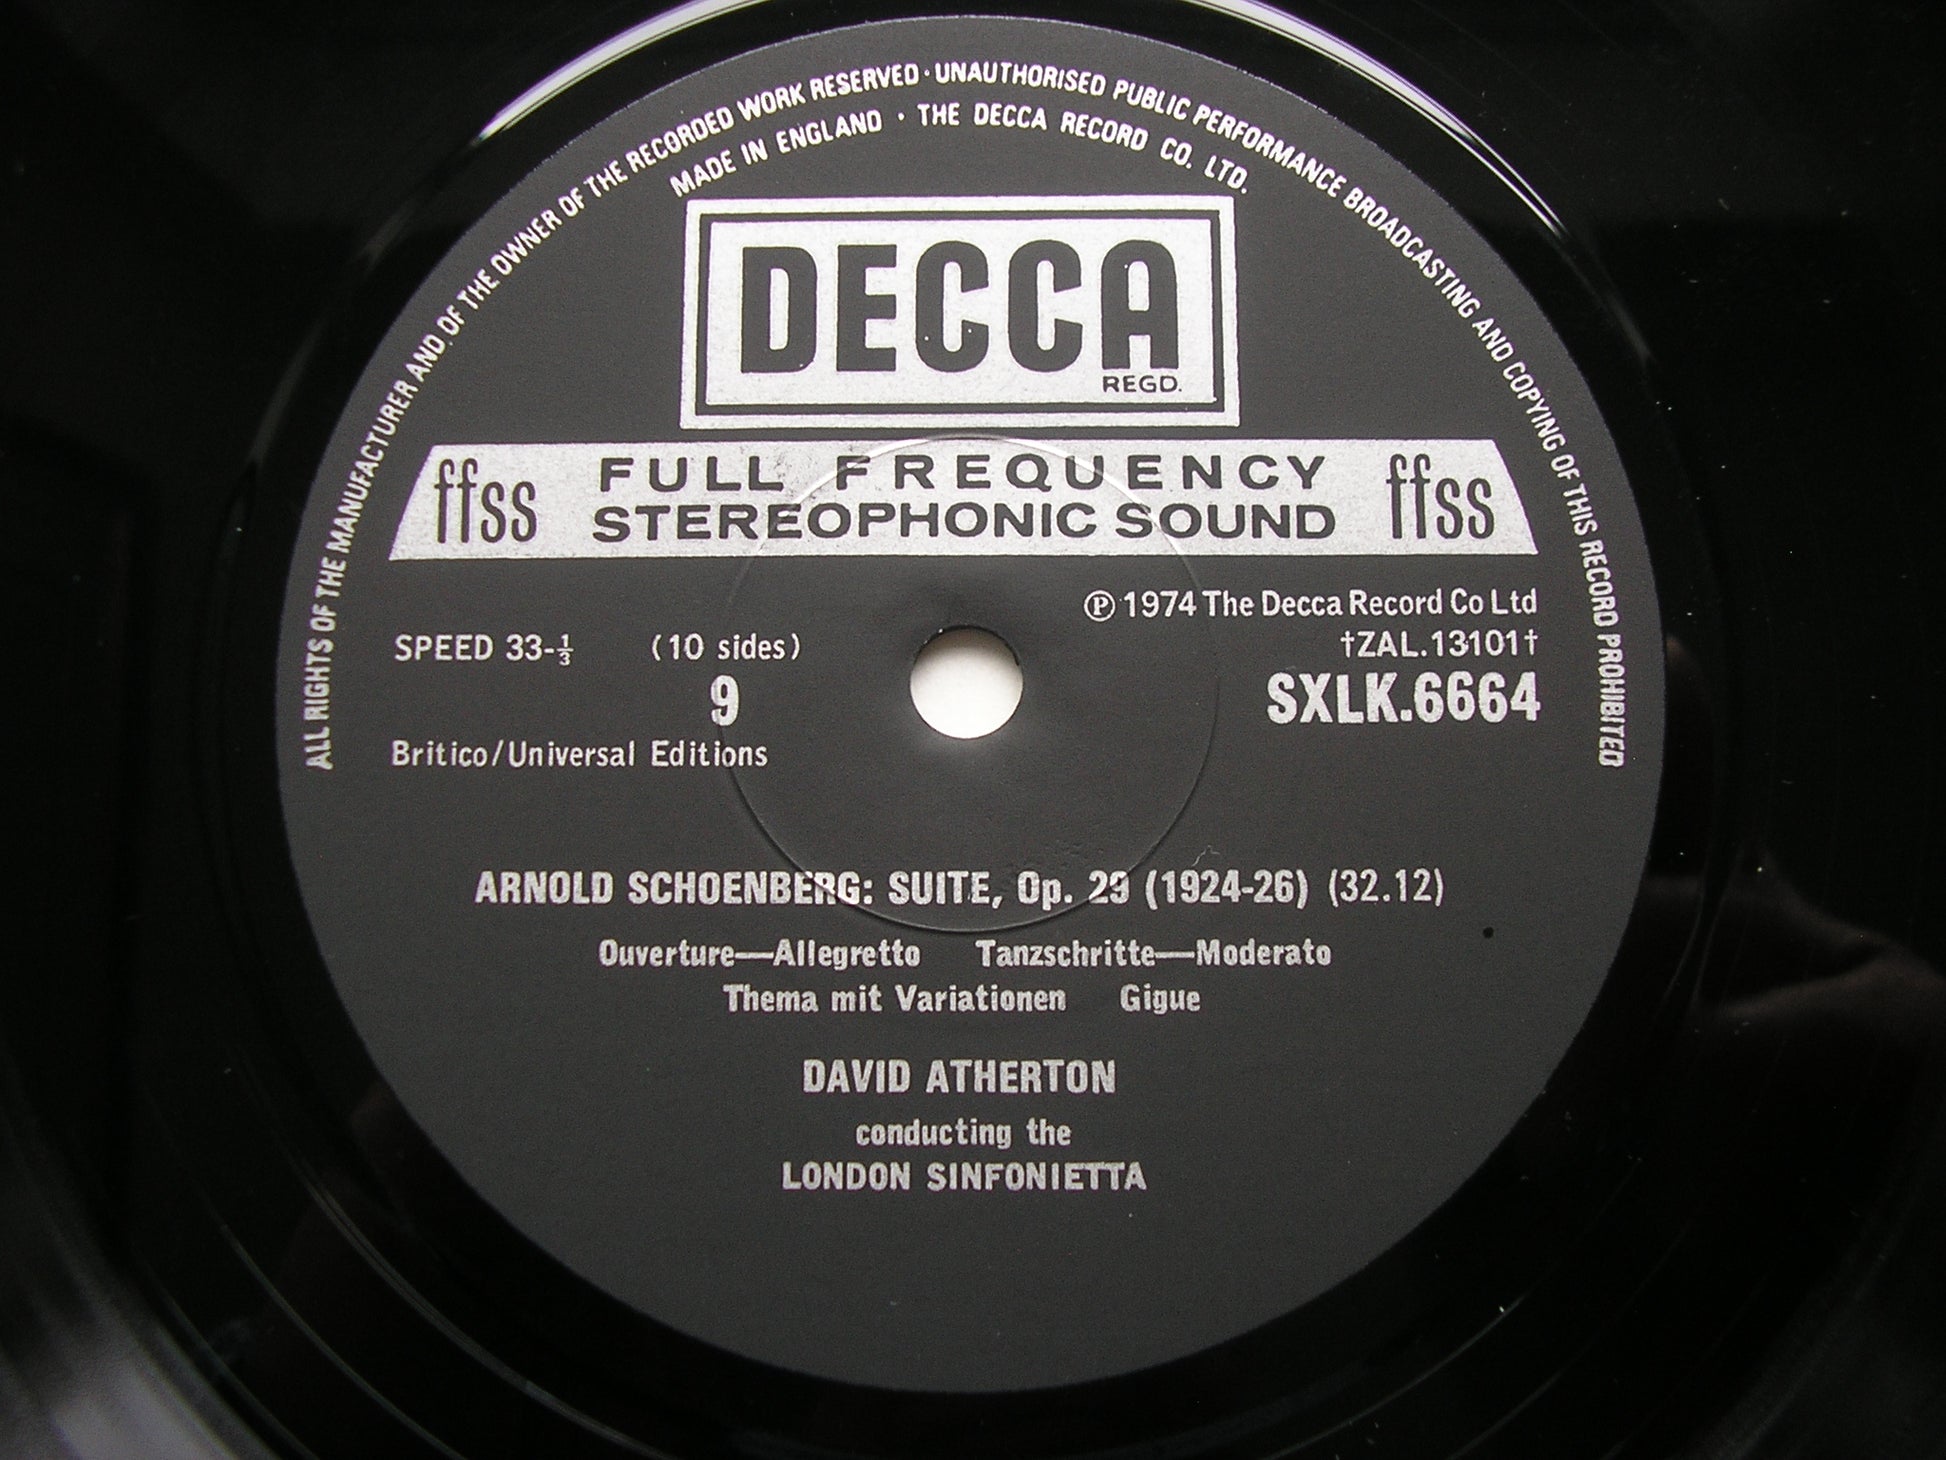 ALL RIGHTS OF THE MANUFACTURER AND OF THE OWNER OF THE RECORDED WORK RESERVED · UNAUTHORISED PUBLIC PERFORMANCE BROADCASTING AND COPYING OF THIS RECORD PROHIBITED
MADE IN ENGLAND · THE DECCA RECORD CO. LTD.
DECCA
REGD.
ffss FULL FREQUENCY ffss
STEREOPHONIC SOUND
℗ 1974 The Decca Record Co Ltd
SPEED 33-⅓ (10 sides) †ZAL.13101†
9 SXLK.6664
Britico/Universal Editions
ARNOLD SCHOENBERG: SUITE, Op. 29 (1924-26) (32.12)
Ouverture—Allegretto Tanzschritte—Moderato
Thema mit Variationen Gigue
DAVID ATHERTON
conducting the
LONDON SINFONIETTA